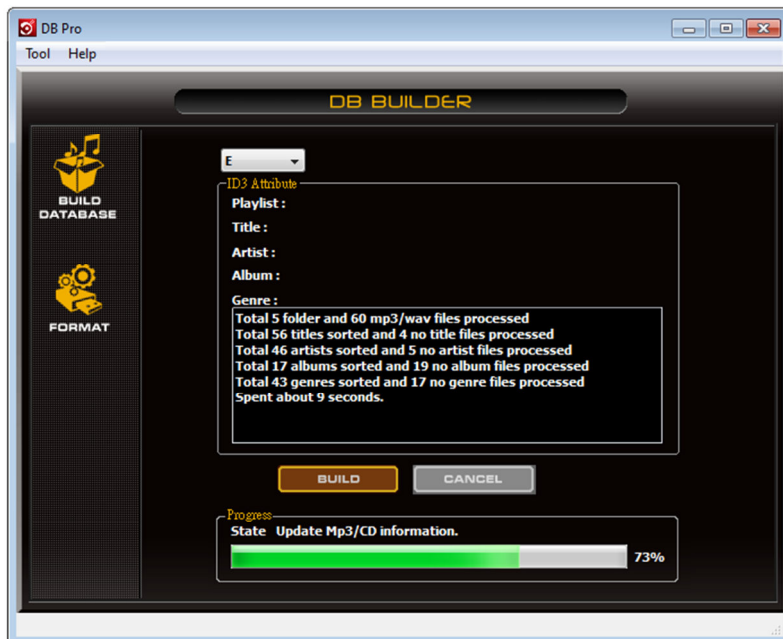 DB Pro
Tool Help
DB BUILDER
BUILD
DATABASE
FORMAT
E
ID3 Attribute
Playlist :
Title :
Artist :
Album :
Genre :
Total 5 folder and 60 mp3/wav files processed
Total 56 titles sorted and 4 no title files processed
Total 46 artists sorted and 5 no artist files processed
Total 17 albums sorted and 19 no album files processed
Total 43 genres sorted and 17 no genre files processed
Spent about 9 seconds.
BUILD CANCEL
Progress
State Update Mp3/CD information.
73%